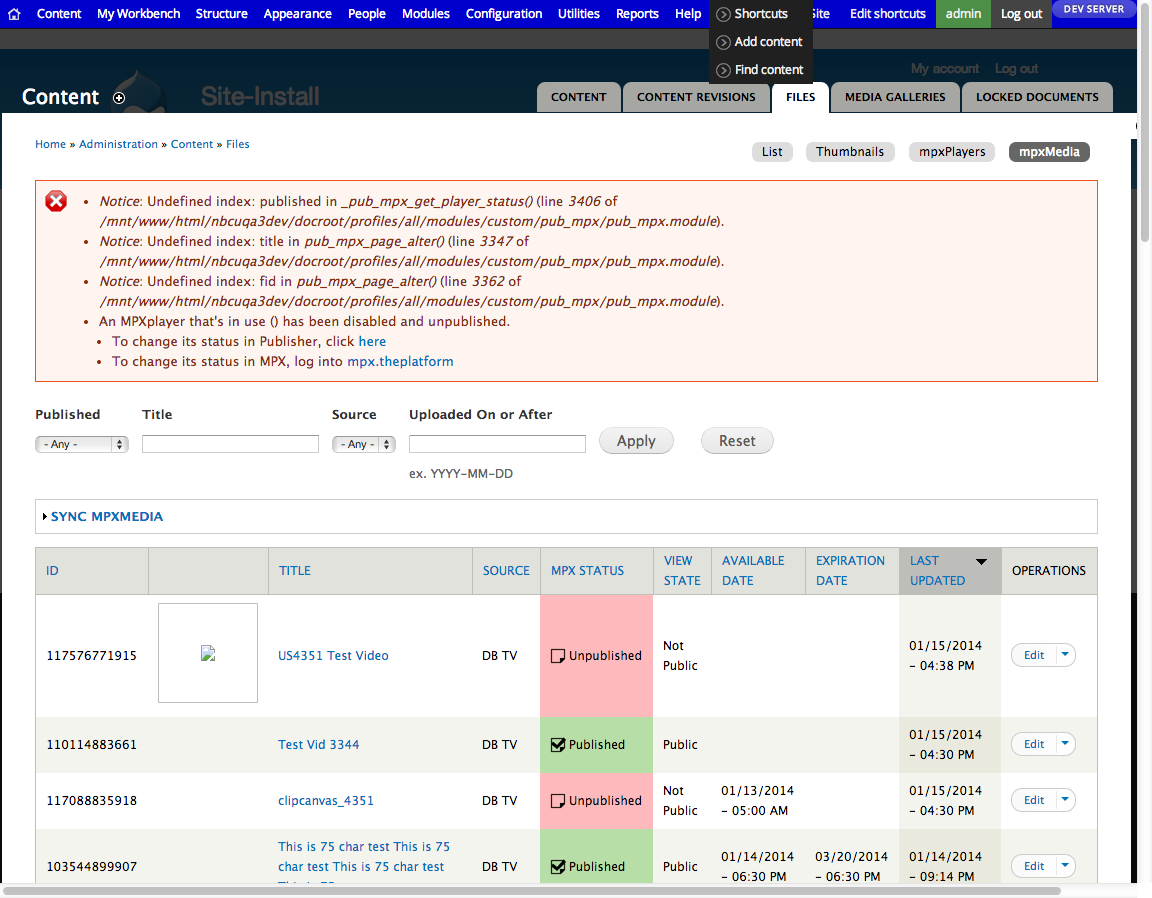 Content My Workbench Structure Appearance People Modules Configuration Utilities Reports Help Shortcuts Edit shortcuts admin Log out DEV SERVER
Add content
Find content
My account Log out
Content Site-Install
CONTENT CONTENT REVISIONS FILES MEDIA GALLERIES LOCKED DOCUMENTS
Home » Administration » Content » Files
List Thumbnails mpxPlayers mpxMedia
• Notice: Undefined index: published in _pub_mpx_get_player_status() (line 3406 of
/mnt/www/html/nbcuqa3dev/docroot/profiles/all/modules/custom/pub_mpx/pub_mpx.module).
• Notice: Undefined index: title in pub_mpx_page_alter() (line 3347 of
/mnt/www/html/nbcuqa3dev/docroot/profiles/all/modules/custom/pub_mpx/pub_mpx.module).
• Notice: Undefined index: fid in pub_mpx_page_alter() (line 3362 of
/mnt/www/html/nbcuqa3dev/docroot/profiles/all/modules/custom/pub_mpx/pub_mpx.module).
• An MPXplayer that's in use () has been disabled and unpublished.
• To change its status in Publisher, click here
• To change its status in MPX, log into mpx.theplatform
Published Title Source Uploaded On or After
- Any - - Any - Apply Reset
ex. YYYY-MM-DD
SYNC MPXMEDIA
ID TITLE SOURCE MPX STATUS VIEW STATE AVAILABLE DATE EXPIRATION DATE LAST UPDATED OPERATIONS
117576771915 US4351 Test Video DB TV Unpublished Not Public 01/15/2014 – 04:38 PM Edit
110114883661 Test Vid 3344 DB TV Published Public 01/15/2014 – 04:30 PM Edit
117088835918 clipcanvas_4351 DB TV Unpublished Not Public 01/13/2014 – 05:00 AM 01/15/2014 – 04:30 PM Edit
103544899907 This is 75 char test This is 75 char test This is 75 char test DB TV Published Public 01/14/2014 – 06:30 PM 03/20/2014 – 06:30 PM 01/14/2014 – 09:14 PM Edit